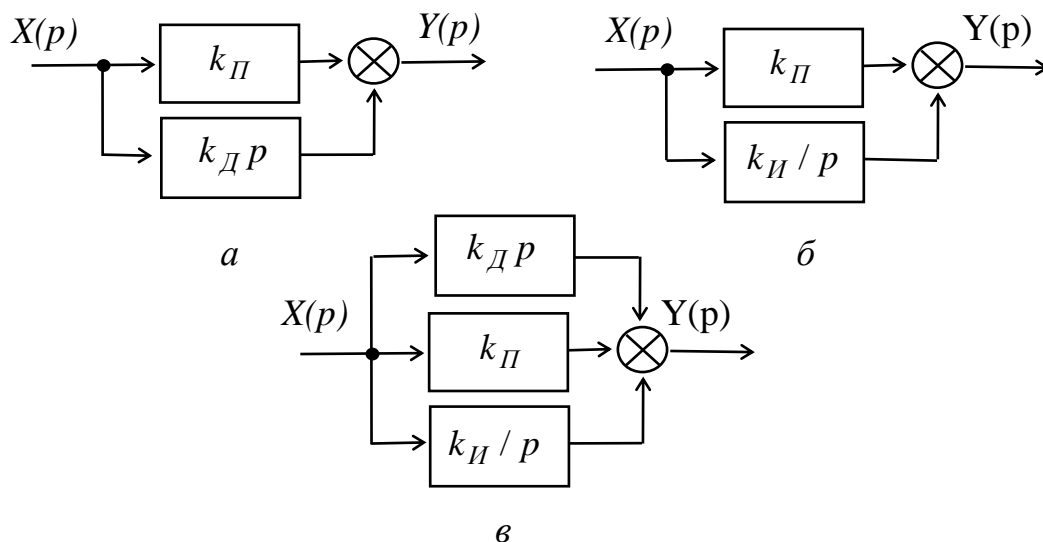 X(p)
k_П
Y(p)
k_Д p
а
X(p)
k_П
Y(p)
k_И / p
б
k_Д p
X(p)
k_П
Y(p)
k_И / p
в